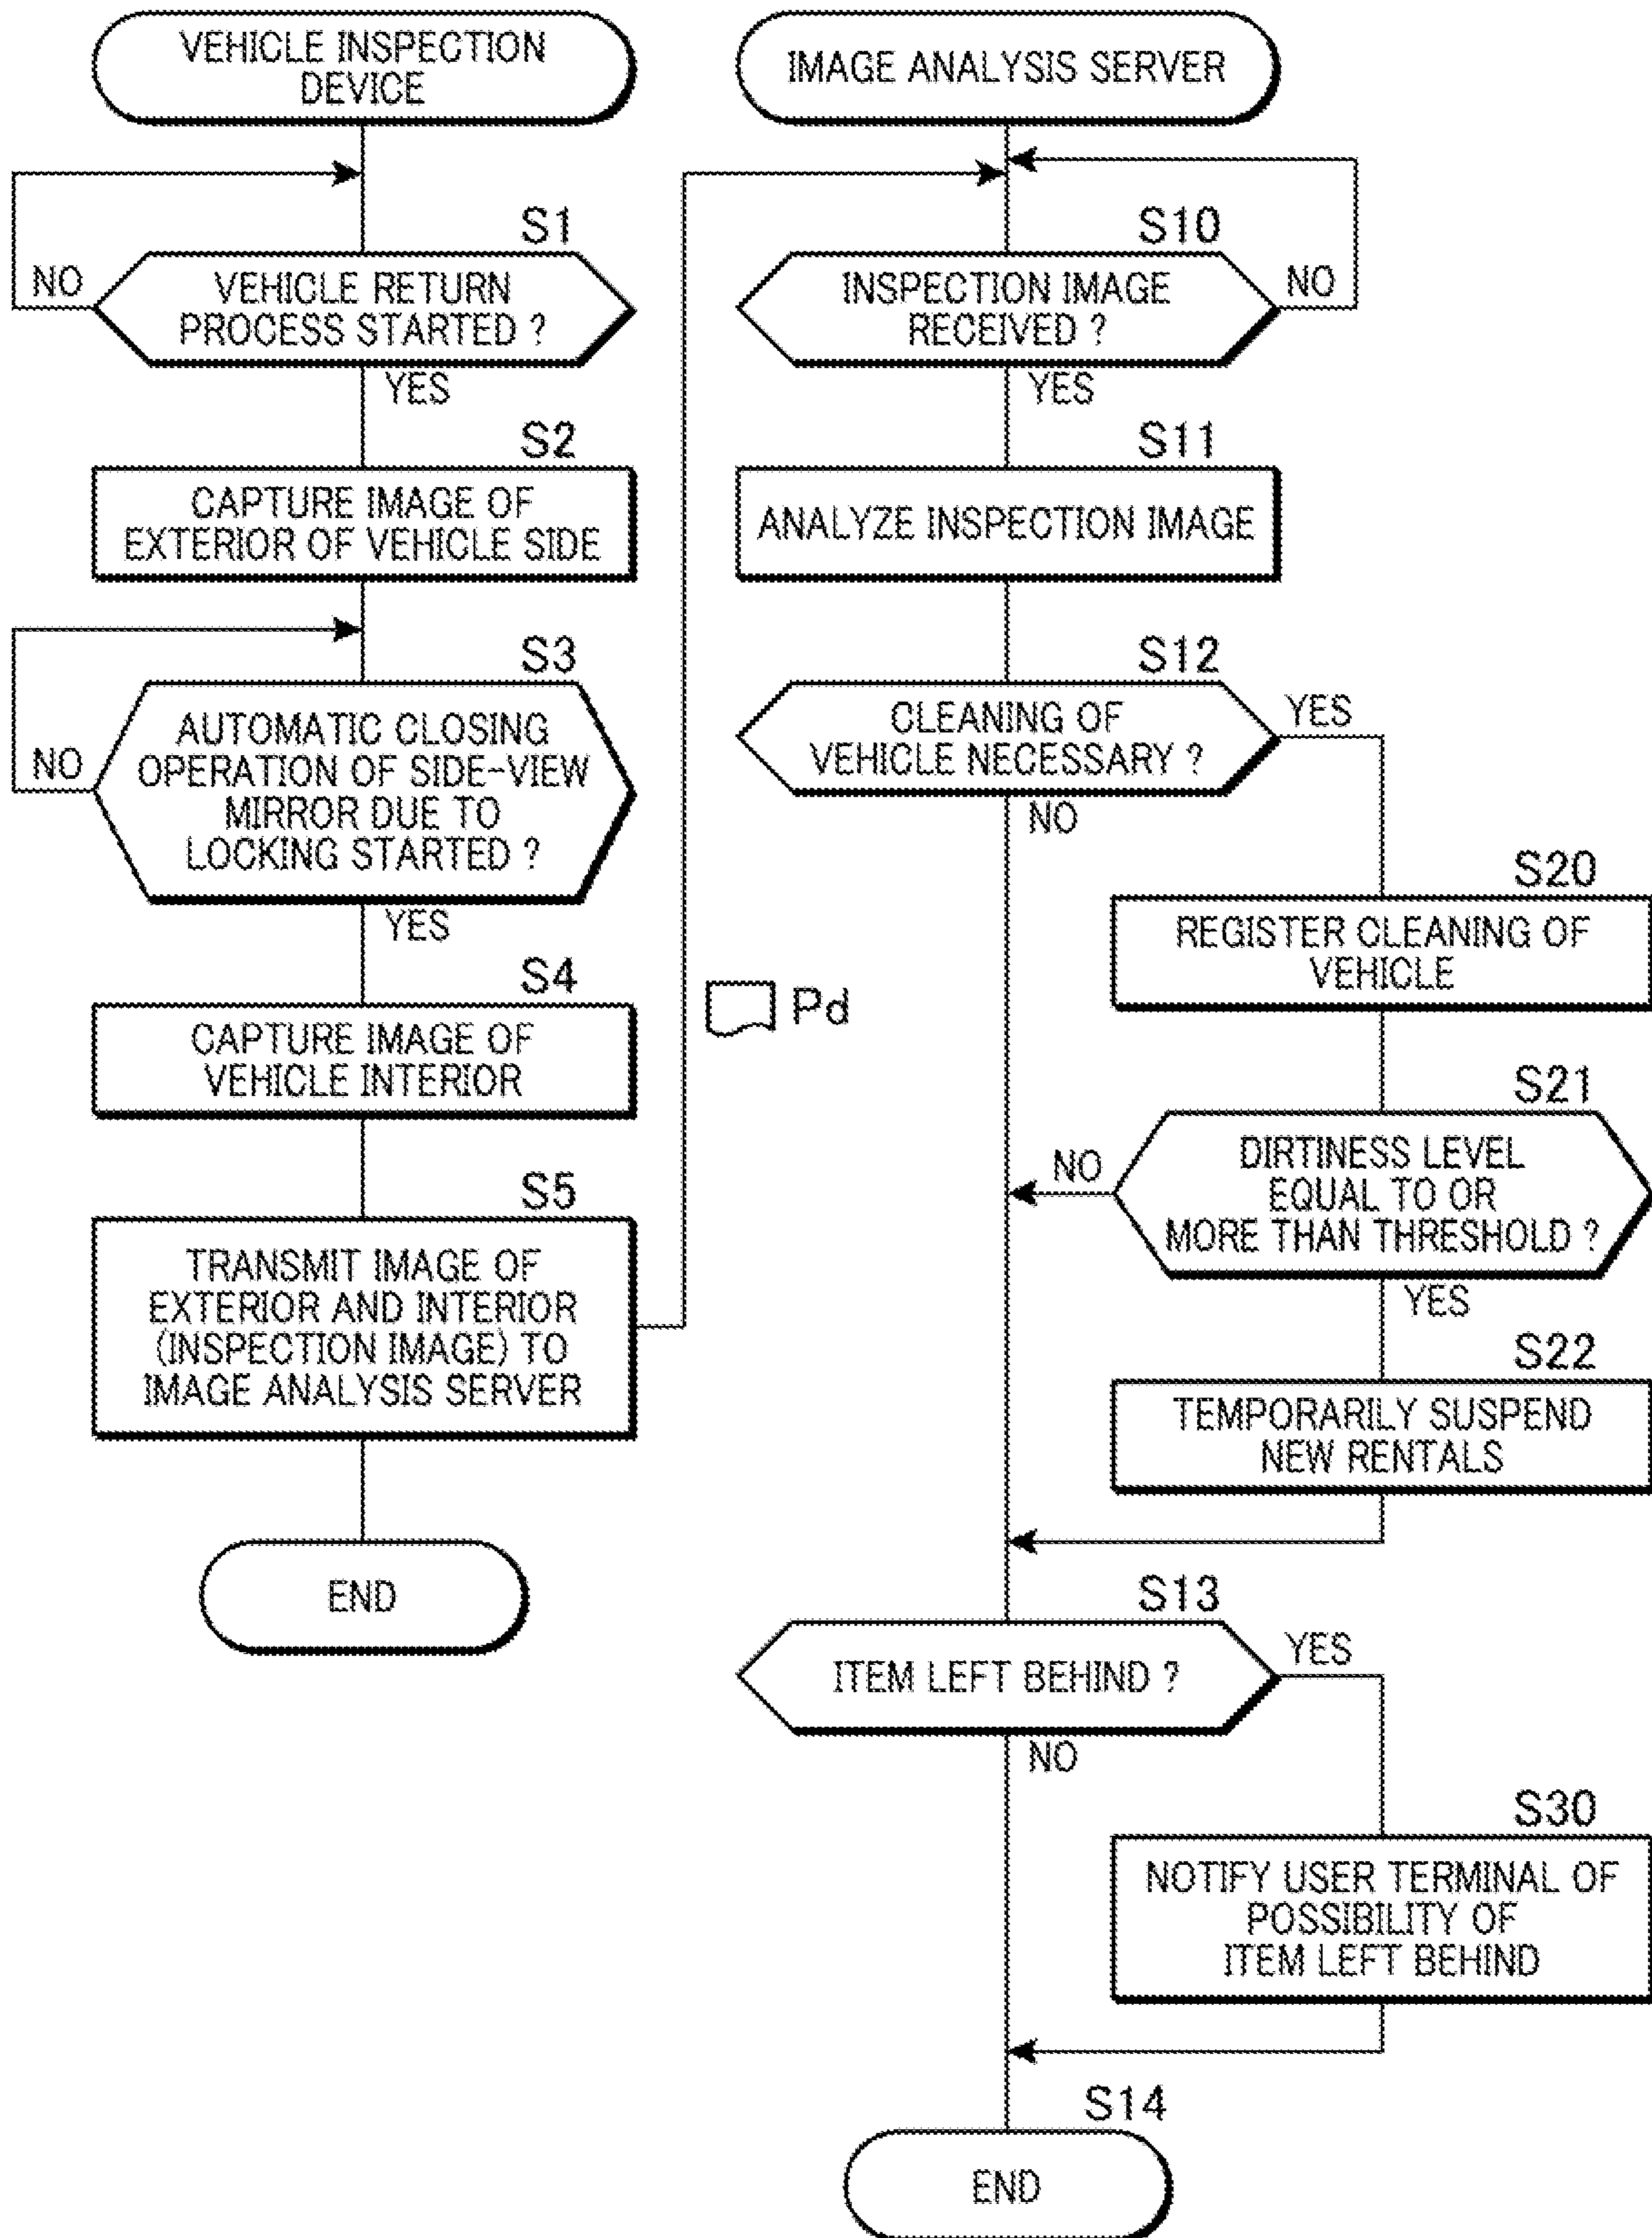 VEHICLE INSPECTION
DEVICE
S1
NO
VEHICLE RETURN
PROCESS STARTED ?
YES
S2
CAPTURE IMAGE OF
EXTERIOR OF VEHICLE SIDE
S3
NO
AUTOMATIC CLOSING
OPERATION OF SIDE-VIEW
MIRROR DUE TO
LOCKING STARTED ?
YES
S4
CAPTURE IMAGE OF
VEHICLE INTERIOR
S5
TRANSMIT IMAGE OF
EXTERIOR AND INTERIOR
(INSPECTION IMAGE) TO
IMAGE ANALYSIS SERVER
END
Pd
IMAGE ANALYSIS SERVER
S10
INSPECTION IMAGE
RECEIVED ?
NO
YES
S11
ANALYZE INSPECTION IMAGE
S12
CLEANING OF
VEHICLE NECESSARY ?
YES
NO
S20
REGISTER CLEANING OF
VEHICLE
S21
NO
DIRTINESS LEVEL
EQUAL TO OR
MORE THAN THRESHOLD ?
YES
S22
TEMPORARILY SUSPEND
NEW RENTALS
S13
ITEM LEFT BEHIND ?
YES
NO
S30
NOTIFY USER TERMINAL OF
POSSIBILITY OF
ITEM LEFT BEHIND
S14
END